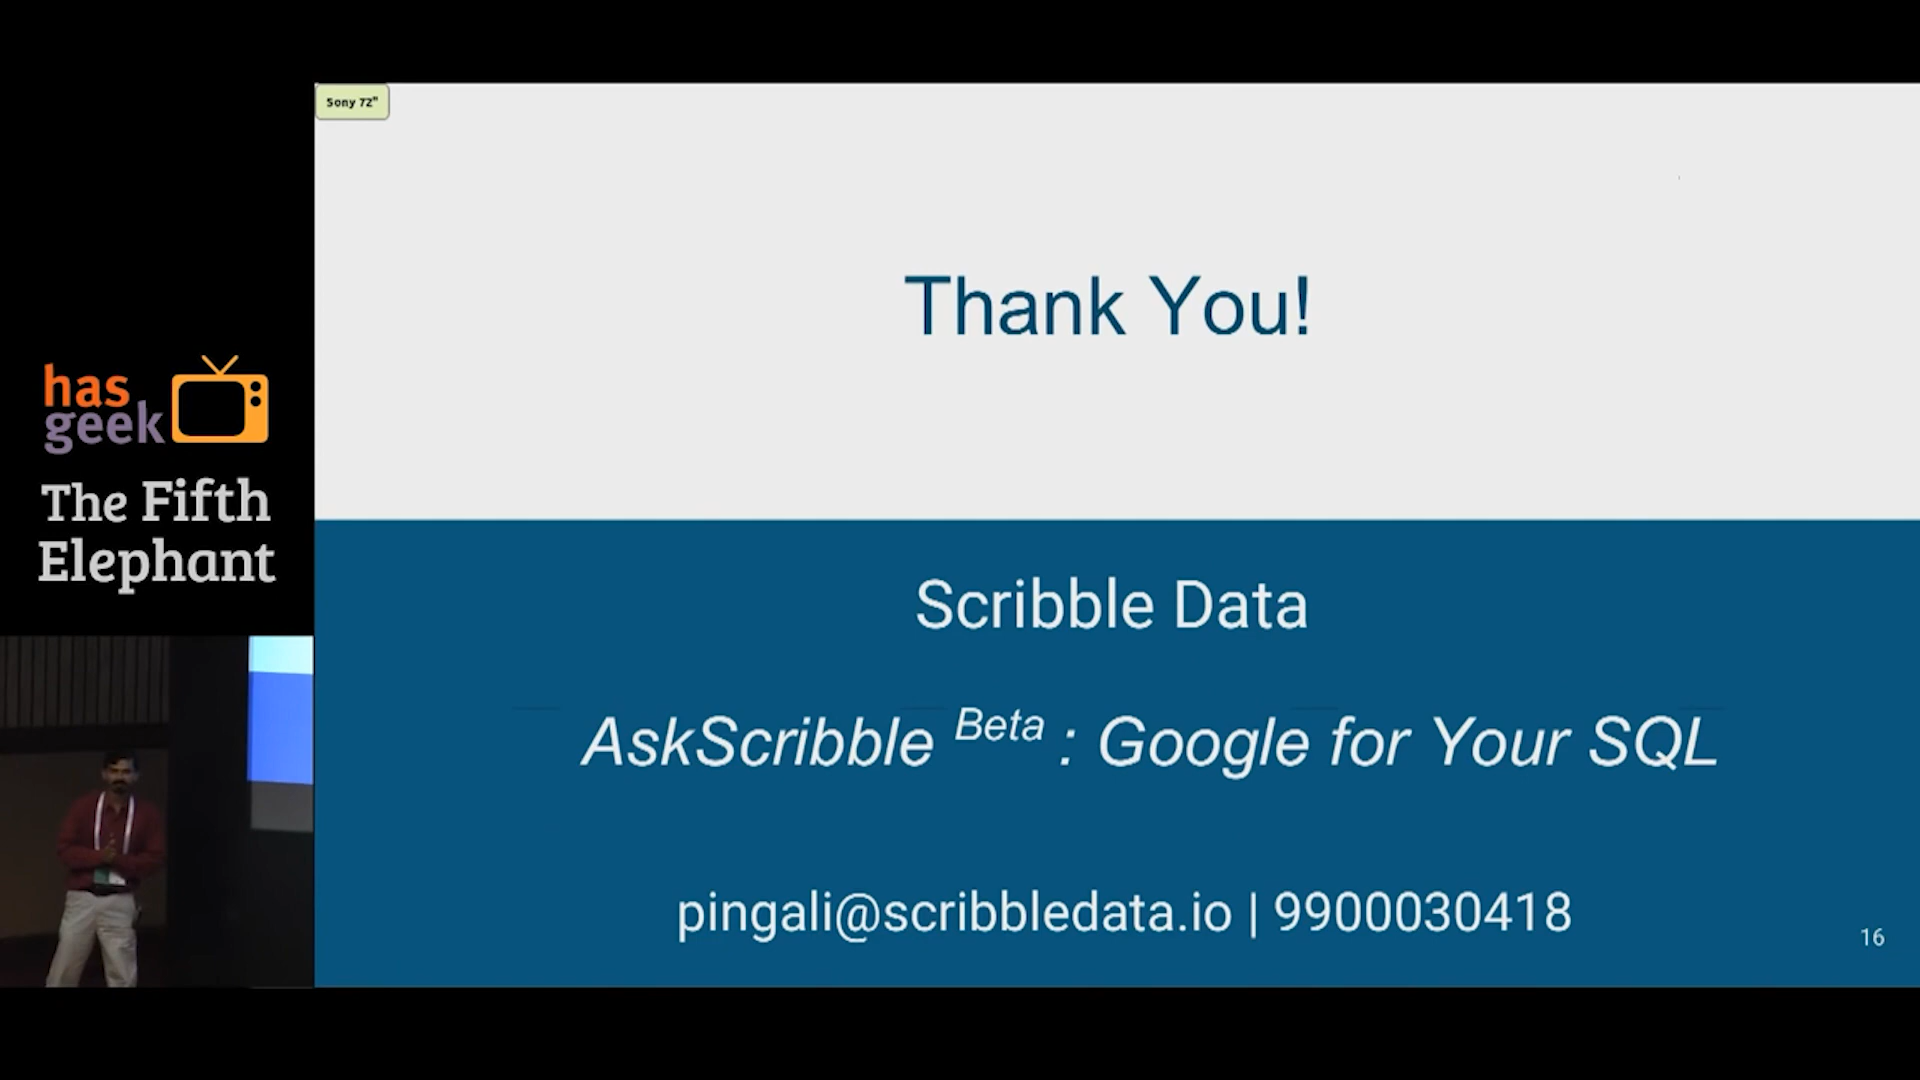 Sony 72"
Thank You!
has
geek
The Fifth
Elephant
Scribble Data
AskScribble Beta : Google for Your SQL
pingali@scribbledata.io | 9900030418
16